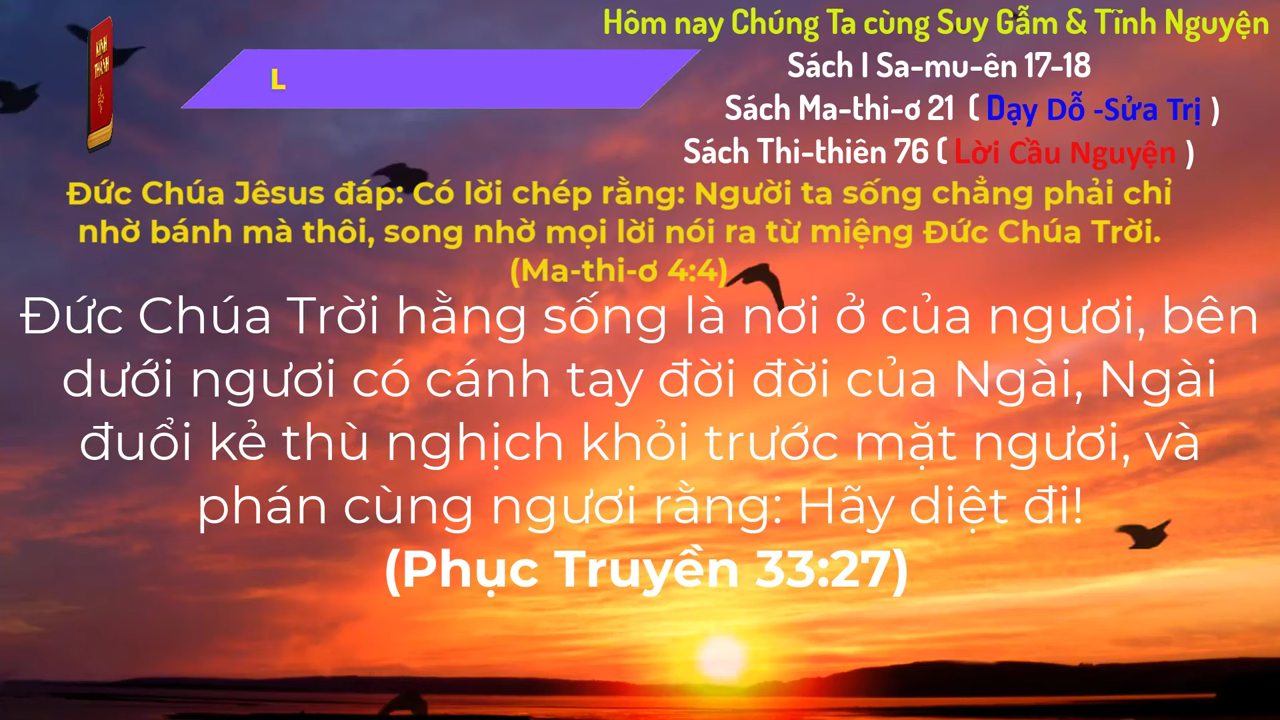 Hôm nay Chúng Ta cùng Suy Gẫm & Tĩnh Nguyện
Sách I Sa-mu-ên 17-18
Sách Ma-thi-ơ 21 ( Dạy Dỗ -Sửa Trị )
Sách Thi-thiên 76 ( Lời Cầu Nguyện )
KINH
THÁNH
L
Đức Chúa Jêsus đáp: Có lời chép rằng: Người ta sống chẳng phải chỉ
nhờ bánh mà thôi, song nhờ mọi lời nói ra từ miệng Đức Chúa Trời.
(Ma-thi-ơ 4:4)
Đức Chúa Trời hằng sống là nơi ở của ngươi, bên
dưới ngươi có cánh tay đời đời của Ngài, Ngài
đuổi kẻ thù nghịch khỏi trước mặt ngươi, và
phán cùng ngươi rằng: Hãy diệt đi!
(Phục Truyền 33:27)